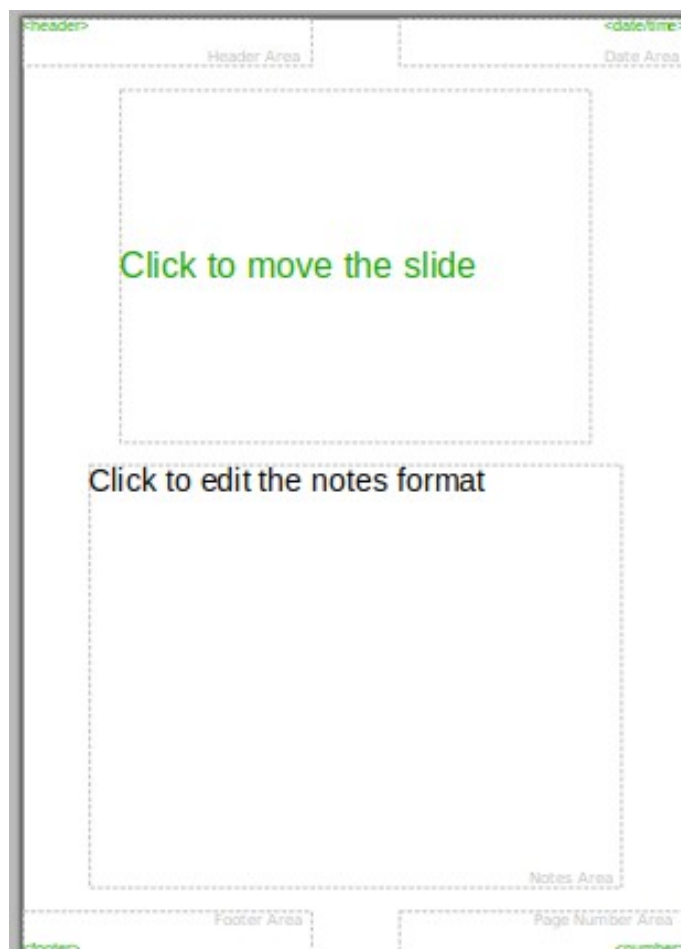 <header>
<date/time>
Header Area
Date Area
Click to move the slide
Click to edit the notes format
Notes Area
Footer Area
Page Number Area
<footer>
<number>